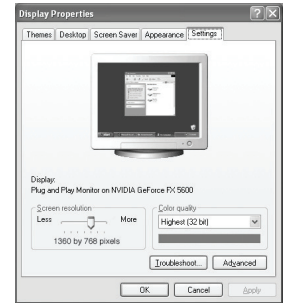 Display Properties
Themes Desktop Screen Saver Appearance Settings
Display:
Plug and Play Monitor on NVIDIA GeForce FX 5600
Screen resolution
Less More
1360 by 768 pixels
Color quality
Highest (32 bit)
Troubleshoot... Advanced
OK Cancel Apply